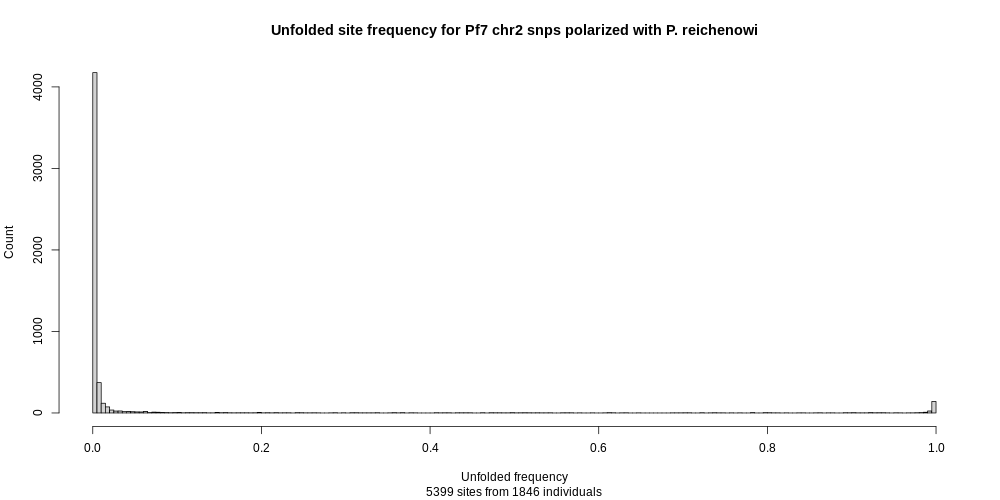 Unfolded site frequency for Pf7 chr2 snps polarized with P. reichenowi
Count
4000
3000
2000
1000
0
0.0 0.2 0.4 0.6 0.8 1.0
Unfolded frequency
5399 sites from 1846 individuals